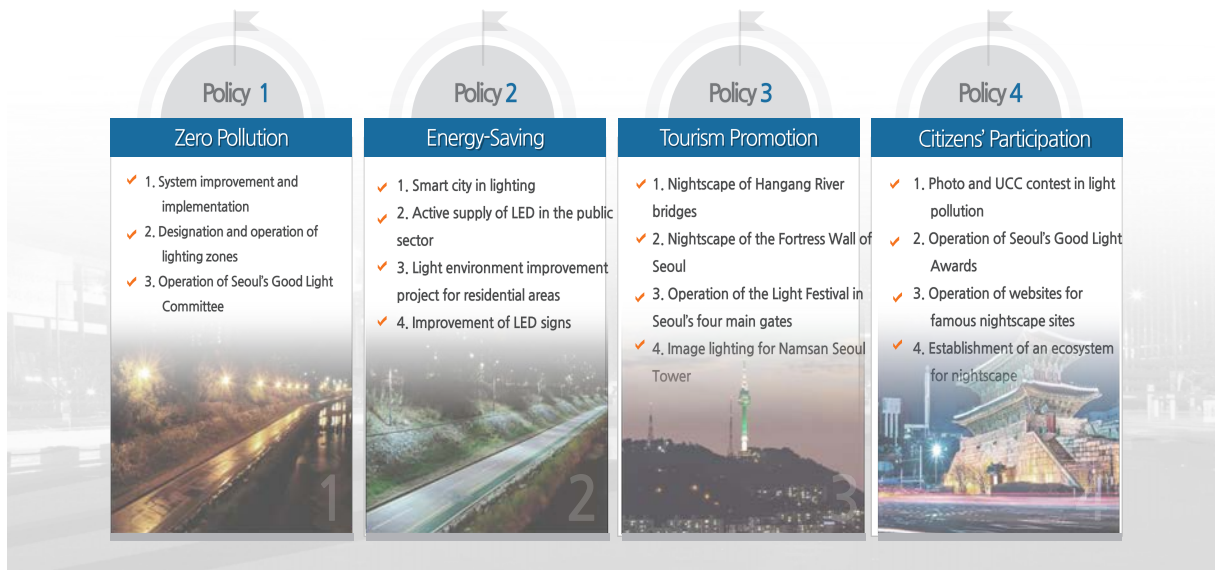 Policy 1
Zero Pollution
1. System improvement and
implementation
2. Designation and operation of
lighting zones
3. Operation of Seoul's Good Light
Committee
1
Policy 2
Energy-Saving
1. Smart city in lighting
2. Active supply of LED in the public
sector
3. Light environment improvement
project for residential areas
4. Improvement of LED signs
2
Policy 3
Tourism Promotion
1. Nightscape of Hangang River
bridges
2. Nightscape of the Fortress Wall of
Seoul
3. Operation of the Light Festival in
Seoul's four main gates
4. Image lighting for Namsan Seoul
Tower
3
Policy 4
Citizens' Participation
1. Photo and UCC contest in light
pollution
2. Operation of Seoul's Good Light
Awards
3. Operation of websites for
famous nightscape sites
4. Establishment of an ecosystem
for nightscape
4